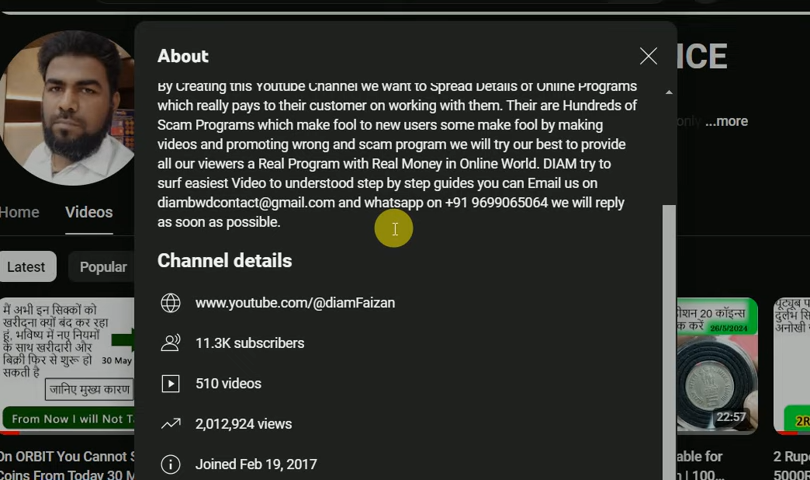 ICE
About
only ...more
By Creating this Youtube Channel we want to Spread Details of Online Programs
which really pays to their customer on working with them. Their are Hundreds of
Scam Programs which make fool to new users some make fool by making
videos and promoting wrong and scam program we will try our best to provide
all our viewers a Real Program with Real Money in Online World. DIAM try to
surf easiest Video to understood step by step guides you can Email us on
diambwdcontact@gmail.com and whatsapp on +91 9699065064 we will reply
as soon as possible.
Home Videos
Latest Popular
Channel details
www.youtube.com/@diamFaizan
11.3K subscribers
510 videos
2,012,924 views
Joined Feb 19, 2017
में अभी इन सिक्कों को
खरीदना क्यों बंद कर रहा
हूं, भविष्य में नए नियमों
के साथ खरीदारी और
बिक्री फिर से शुरू हो 30 May
सकती है
जानिए मुख्य कारण
From Now I will Not T
On ORBIT You Cannot S
Coins From Today 30 M
20 कॉइन्स
करें 26/5/2024
22:57
able for
n | 100...
यूट्यूब प
दुर्लभ सि
अनोखी
2R
2 Rupe
5000R